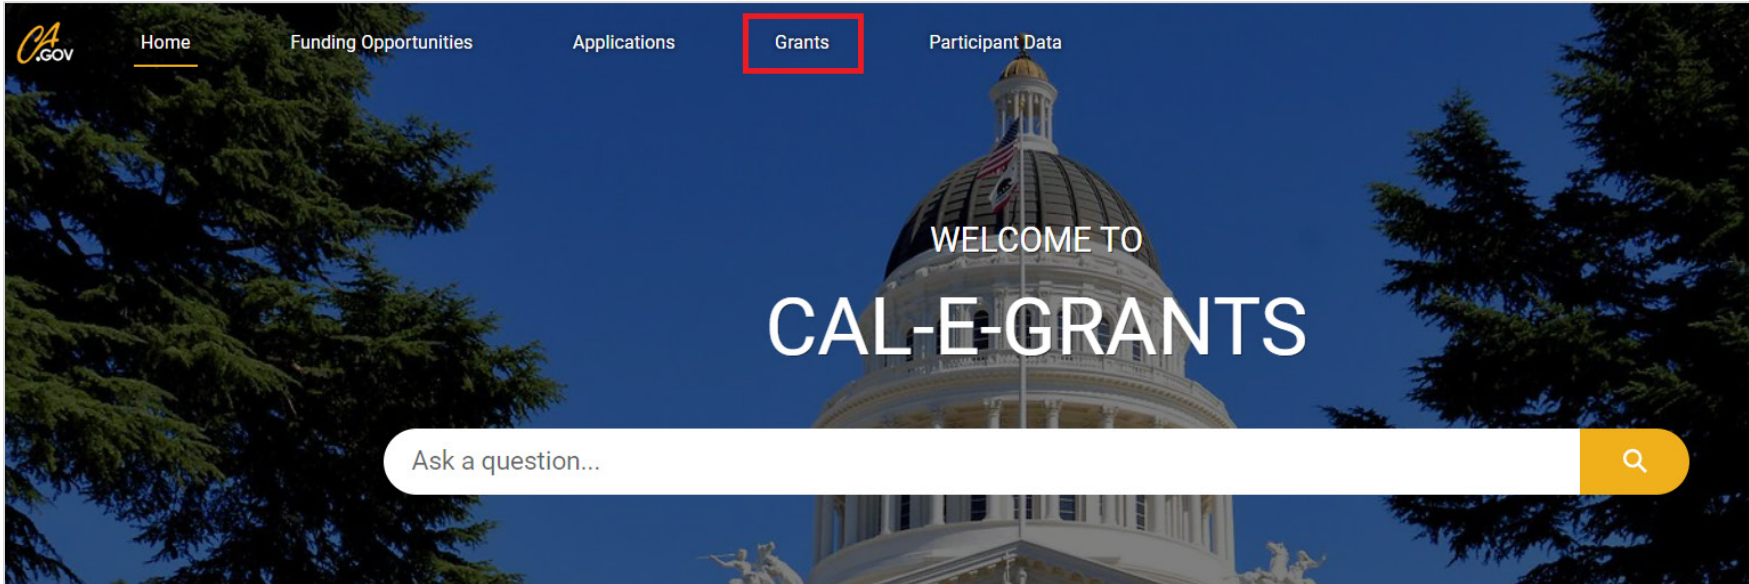 CA
.GOV
Home
Funding Opportunities
Applications
Grants
Participant Data
WELCOME TO
CAL-E-GRANTS
Ask a question...